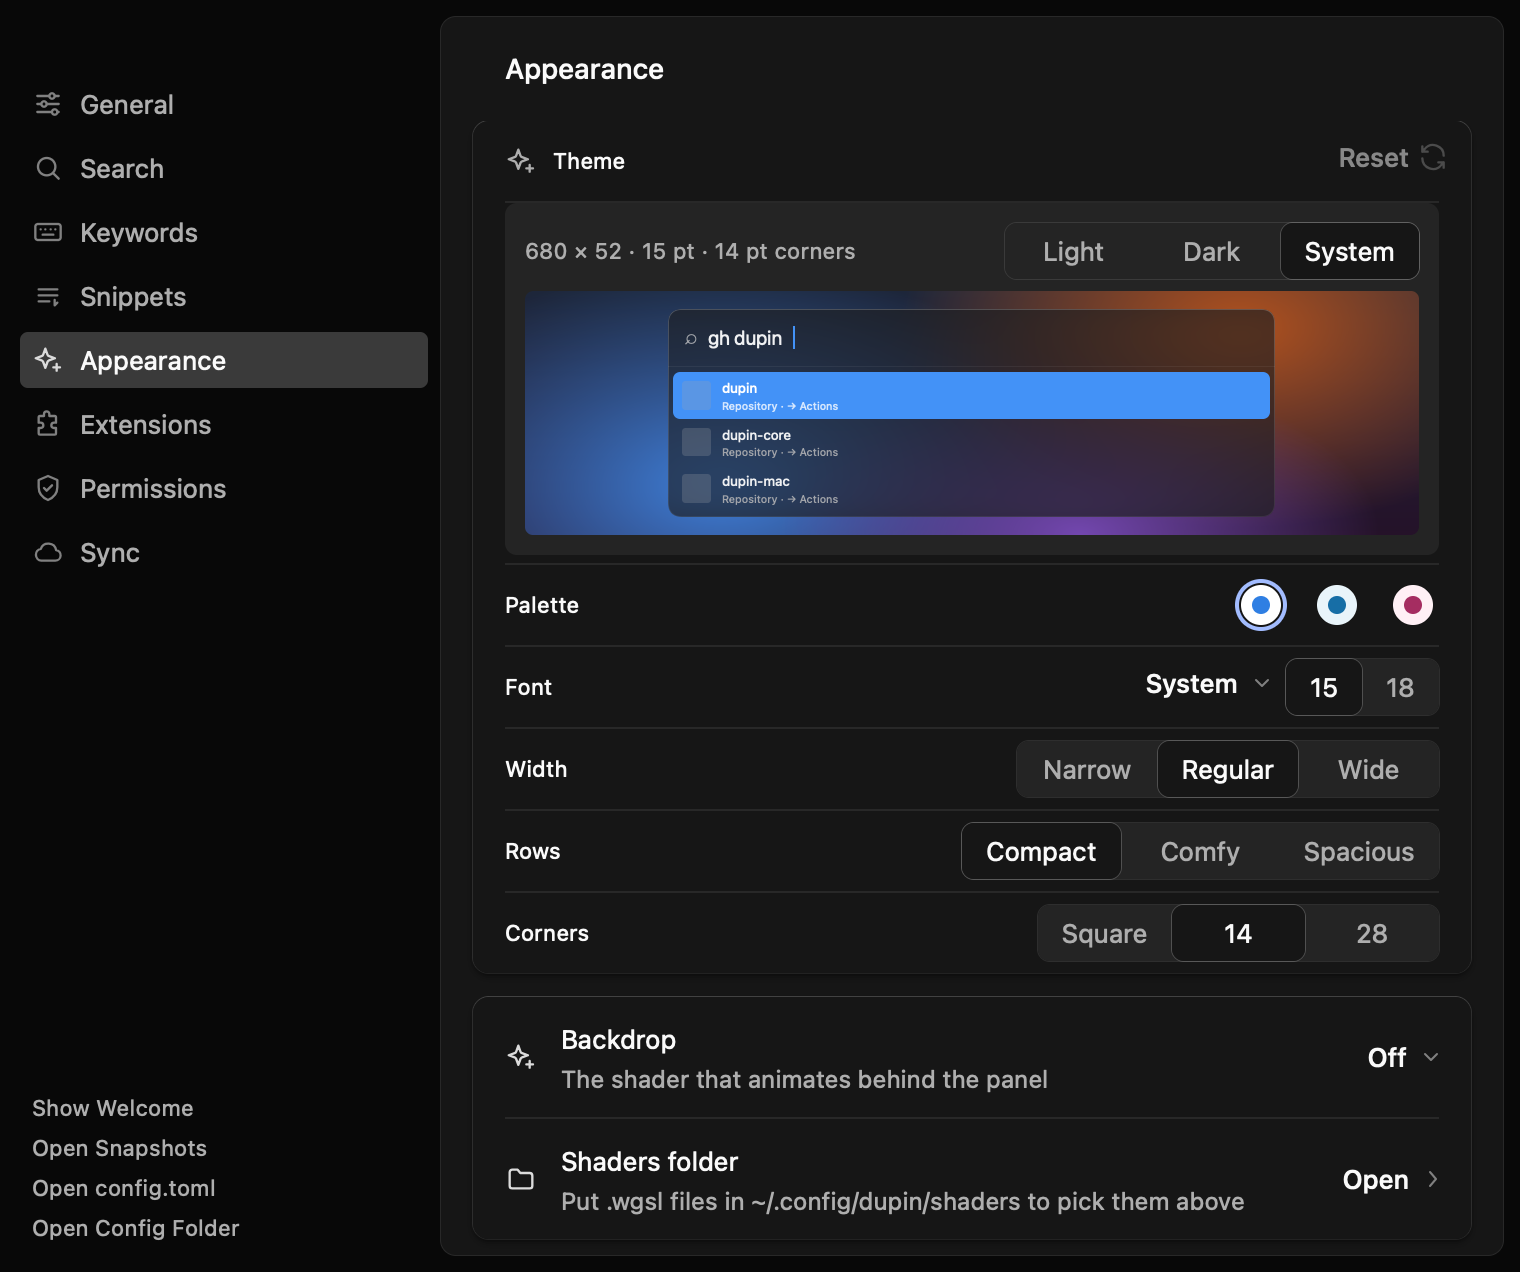 General
Search
Keywords
Snippets
Appearance
Extensions
Permissions
Sync
Show Welcome
Open Snapshots
Open config.toml
Open Config Folder
Appearance
Theme
Reset
680 × 52 · 15 pt · 14 pt corners
Light Dark System
gh dupin
dupin
Repository · → Actions
dupin-core
Repository · → Actions
dupin-mac
Repository · → Actions
Palette
Font
System 15 18
Width
Narrow Regular Wide
Rows
Compact Comfy Spacious
Corners
Square 14 28
Backdrop
The shader that animates behind the panel
Off
Shaders folder
Put .wgsl files in ~/.config/dupin/shaders to pick them above
Open